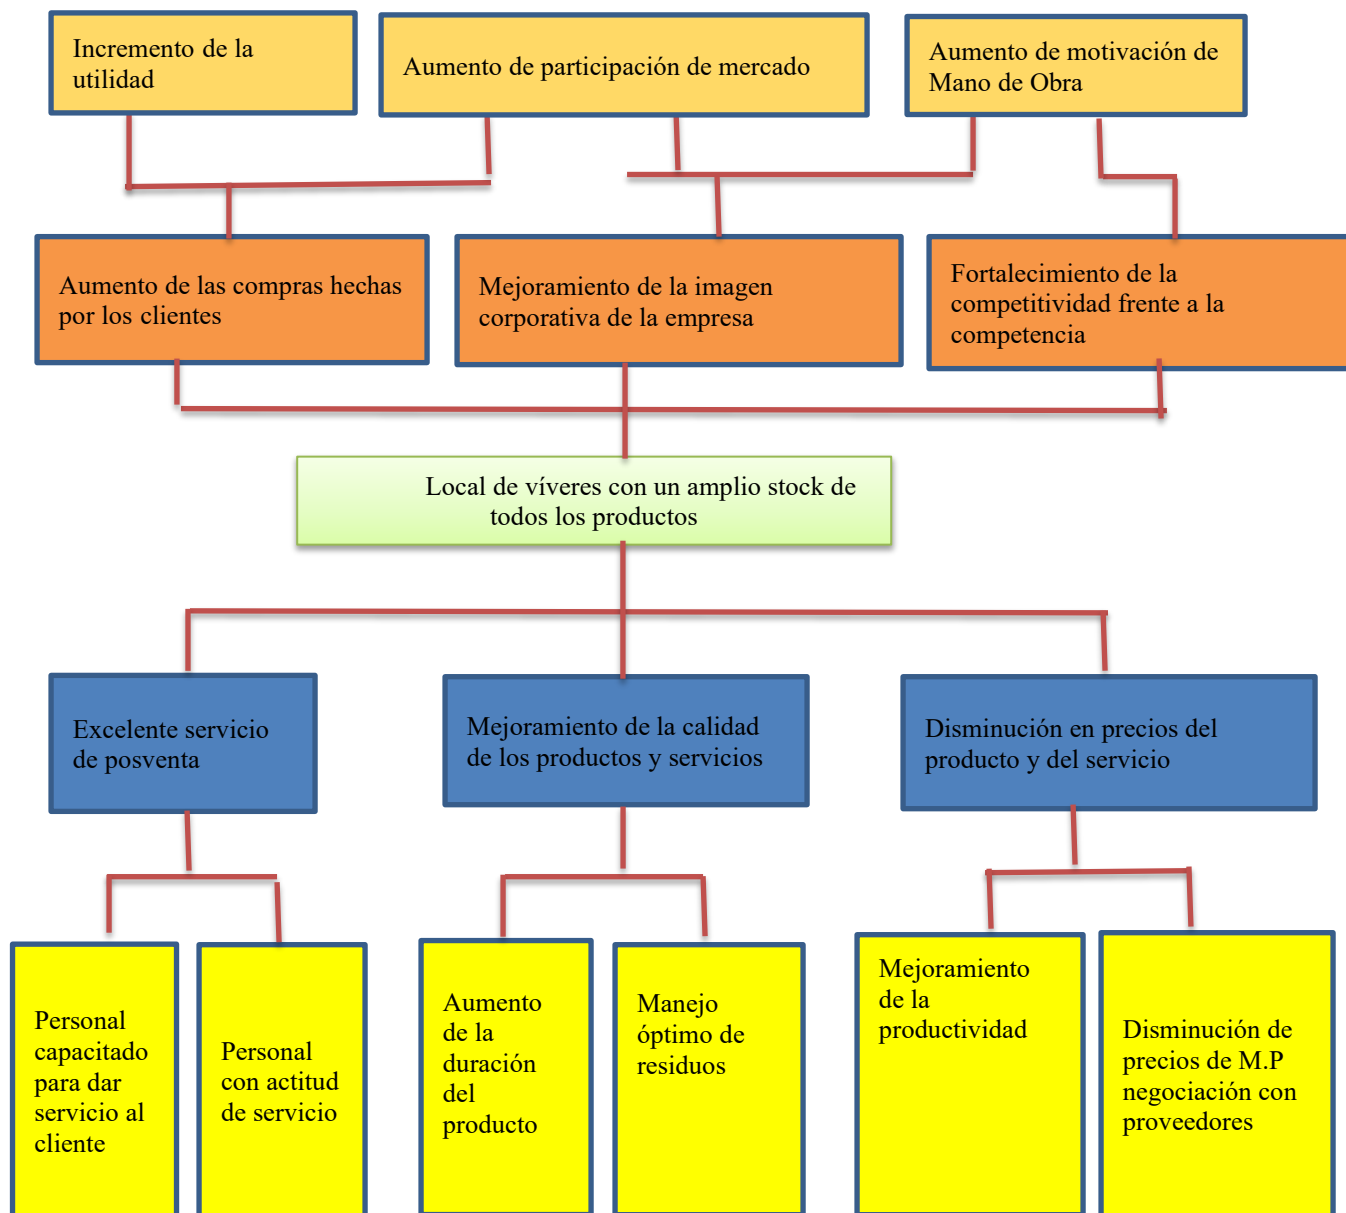 Incremento de la
utilidad
Aumento de participación de mercado
Aumento de motivación de
Mano de Obra
Aumento de las compras hechas
por los clientes
Mejoramiento de la imagen
corporativa de la empresa
Fortalecimiento de la
competitividad frente a la
competencia
Local de víveres con un amplio stock de
todos los productos
Excelente servicio
de posventa
Mejoramiento de la calidad
de los productos y servicios
Disminución en precios del
producto y del servicio
Personal
capacitado
para dar
servicio al
cliente
Personal
con actitud
de servicio
Aumento
de la
duración
del
producto
Manejo
óptimo de
residuos
Mejoramiento
de la
productividad
Disminución de
precios de M.P
negociación con
proveedores